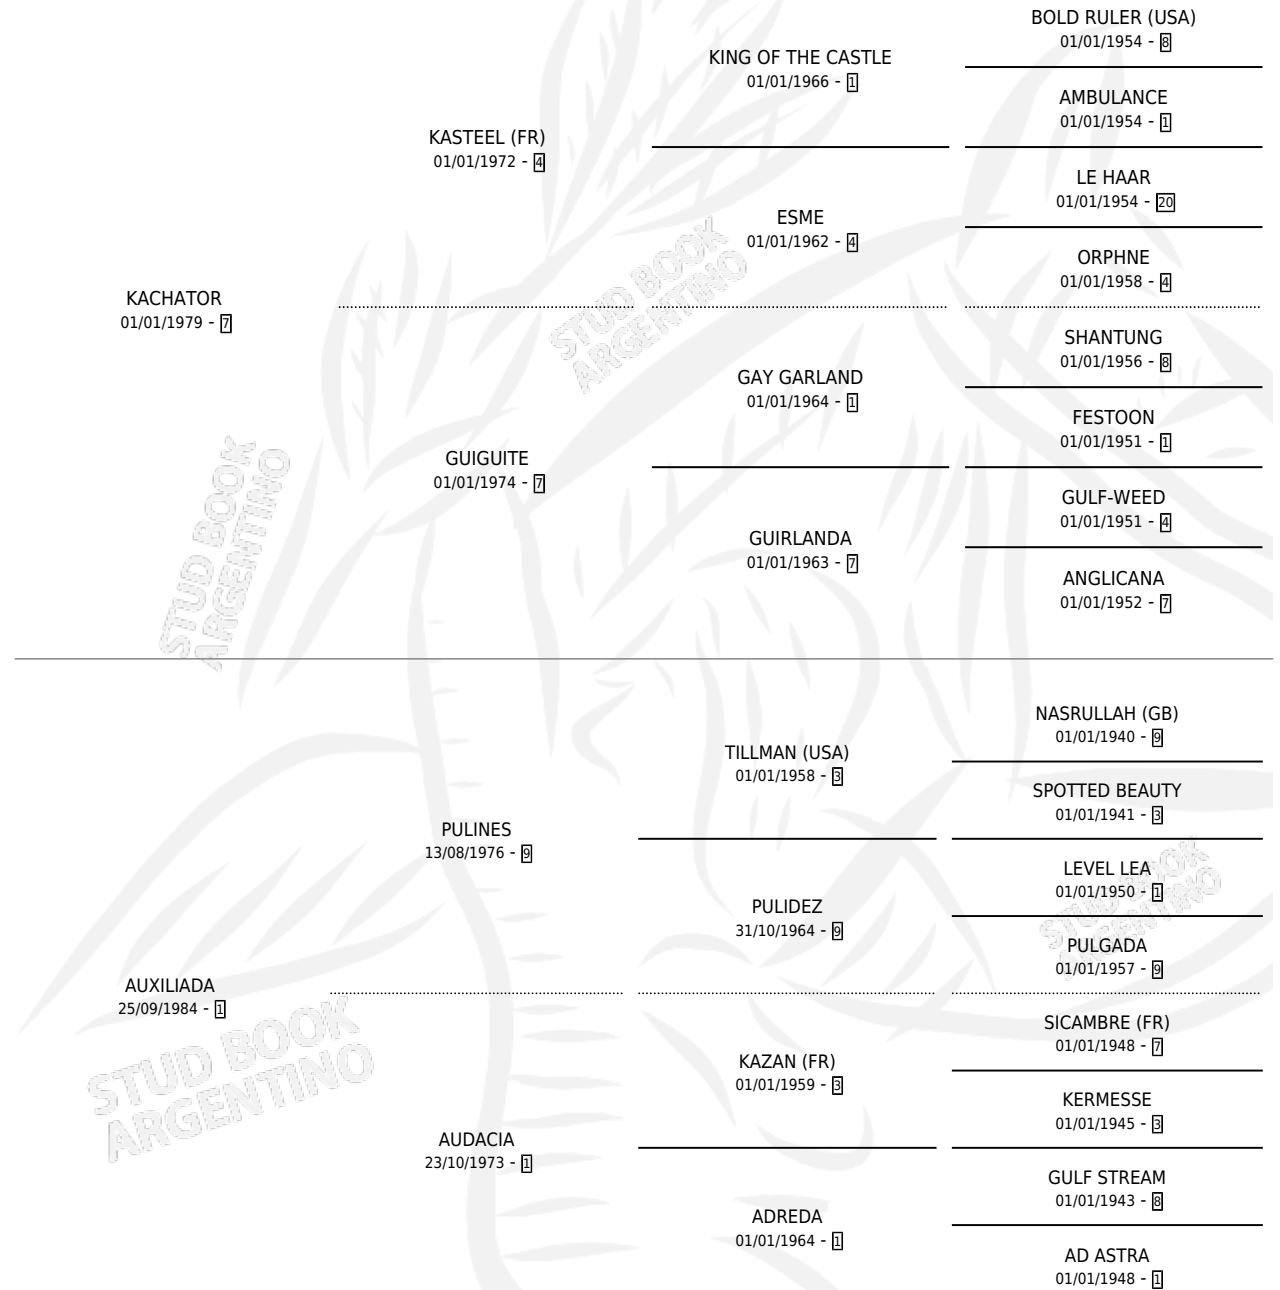 BOLD RULER (USA)
01/01/1954 - 8
KING OF THE CASTLE
01/01/1966 - 1
AMBULANCE
01/01/1954 - 1
KASTEEL (FR)
01/01/1972 - 4
LE HAAR
01/01/1954 - 20
ESME
01/01/1962 - 4
ORPHNE
01/01/1958 - 4
KACHATOR
01/01/1979 - 7
SHANTUNG
01/01/1956 - 8
GAY GARLAND
01/01/1964 - 1
FESTOON
01/01/1951 - 1
GUIGUITE
01/01/1974 - 7
GULF-WEED
01/01/1951 - 4
GUIRLANDA
01/01/1963 - 7
ANGLICANA
01/01/1952 - 7
STUD BOOK
ARGENTINO
STUD BOOK
ARGENTINO
NASRULLAH (GB)
01/01/1940 - 9
TILLMAN (USA)
01/01/1958 - 3
SPOTTED BEAUTY
01/01/1941 - 3
PULINES
13/08/1976 - 9
LEVEL LEA
01/01/1950 - 1
PULIDEZ
31/10/1964 - 9
PULGADA
01/01/1957 - 9
AUXILIADA
25/09/1984 - 1
SICAMBRE (FR)
01/01/1948 - 7
KAZAN (FR)
01/01/1959 - 3
KERMESSE
01/01/1945 - 3
AUDACIA
23/10/1973 - 1
GULF STREAM
01/01/1943 - 8
ADREDA
01/01/1964 - 1
AD ASTRA
01/01/1948 - 1
STUD BOOK
ARGENTINO
STUD BOOK
ARGENTINO